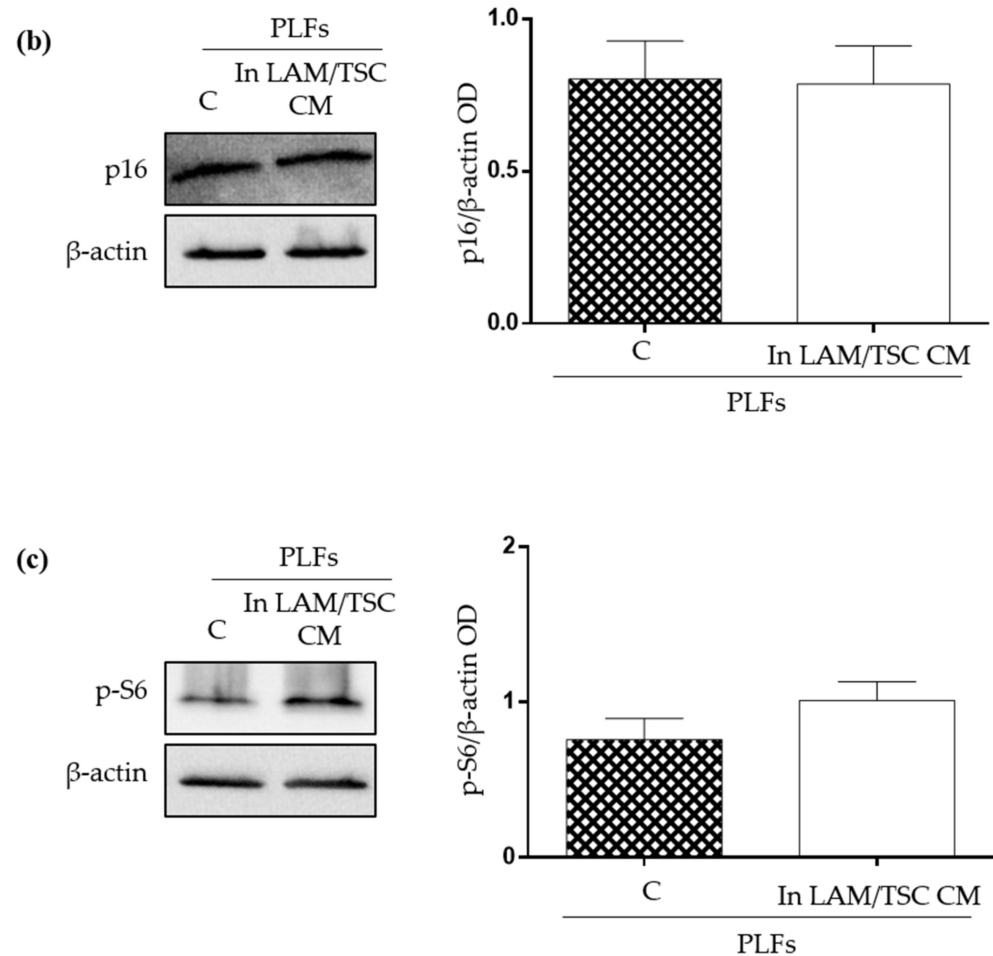 (b)
PLFs
In LAM/TSC
C
CM
p16
β-actin
1.0
0.5
0.0
p16/β-actin OD
C
In LAM/TSC CM
PLFs
(c)
PLFs
In LAM/TSC
C
CM
p-S6
β-actin
2
1
0
p-S6/β-actin OD
C
In LAM/TSC CM
PLFs